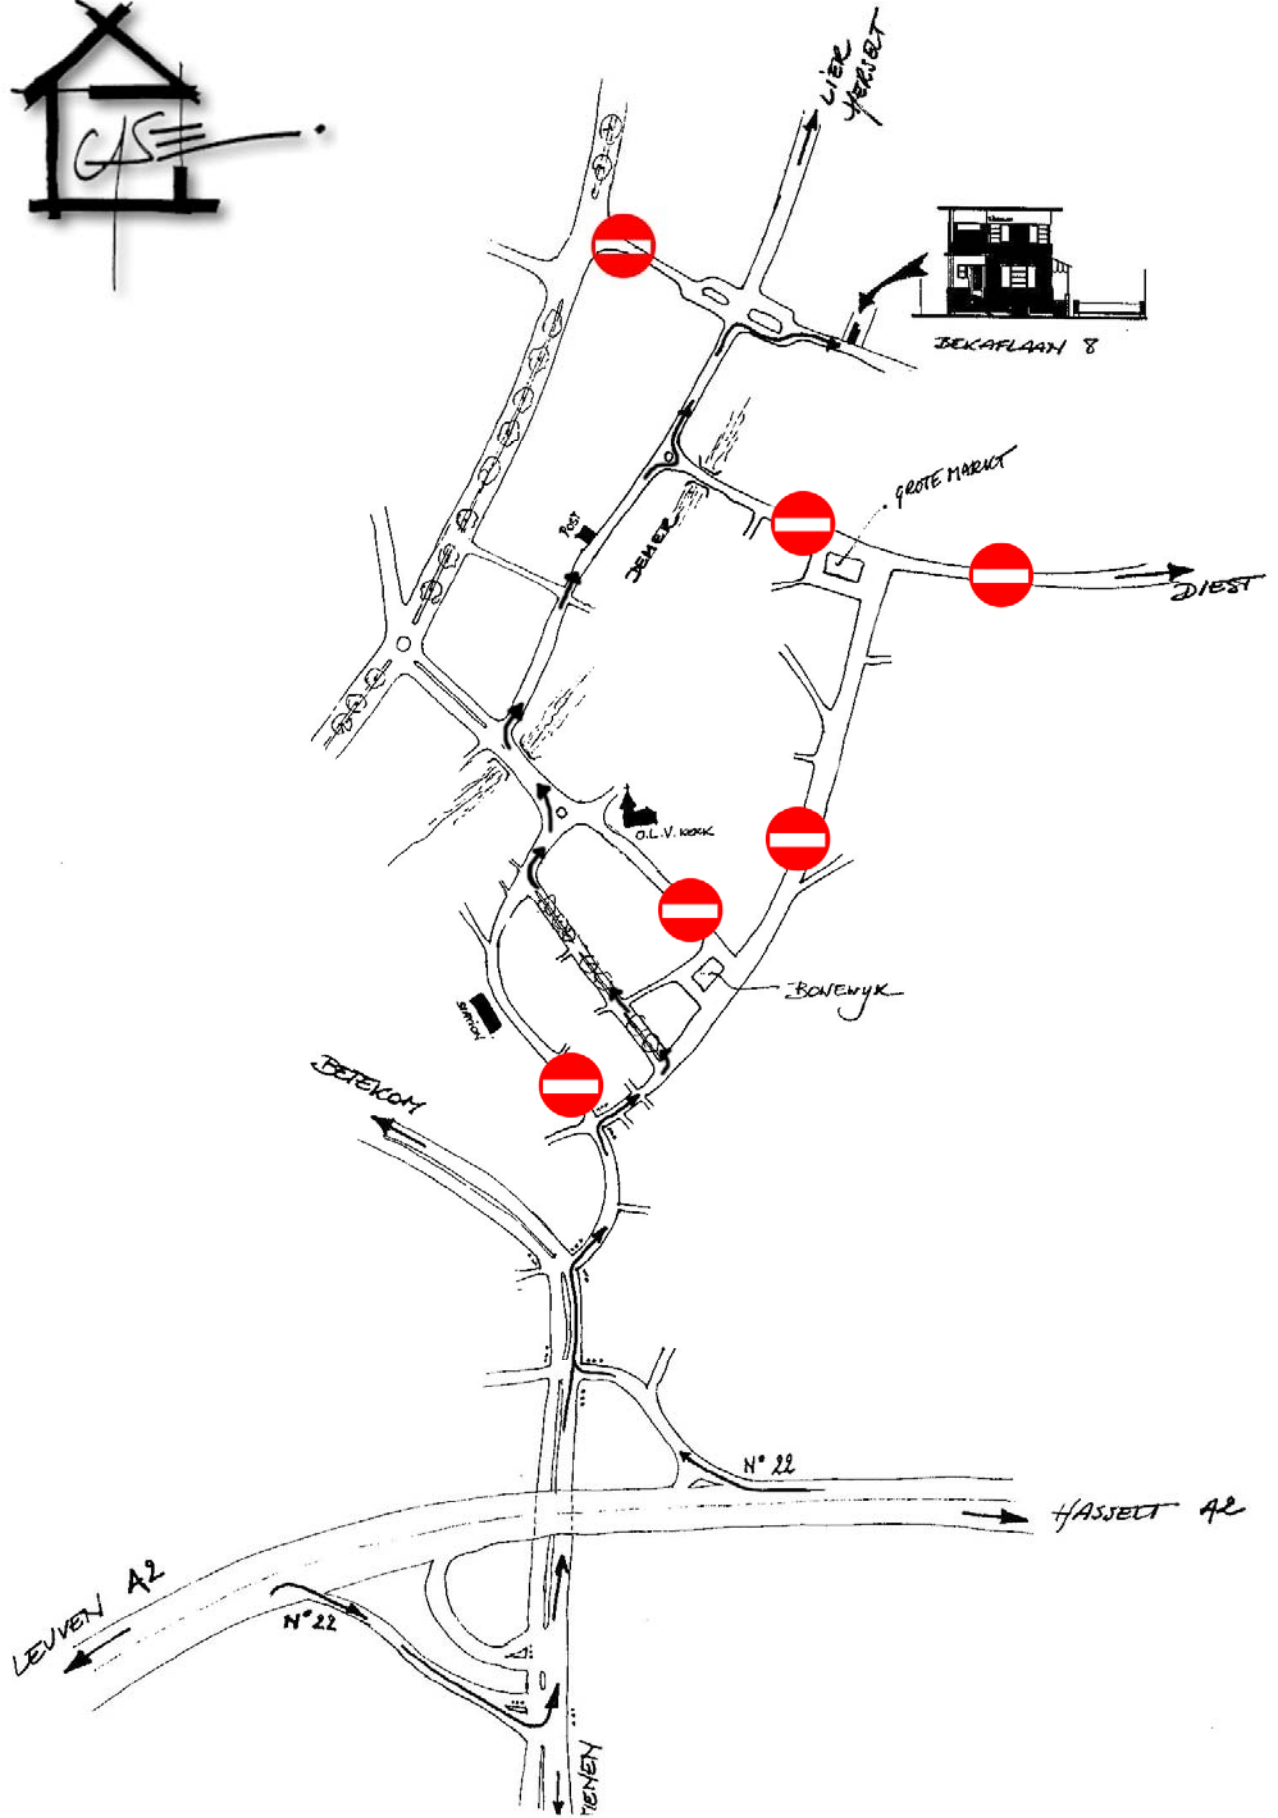 CASE
LIER
HERSELT
BEKAFLAAN 8
GROTE MARKT
POST
DEMER
DIEST
O.L.V. KERK
BONEWYK
STATION
BETEKOM
N° 22
HASSELT A2
LEUVEN A2
N° 22
TIENEN